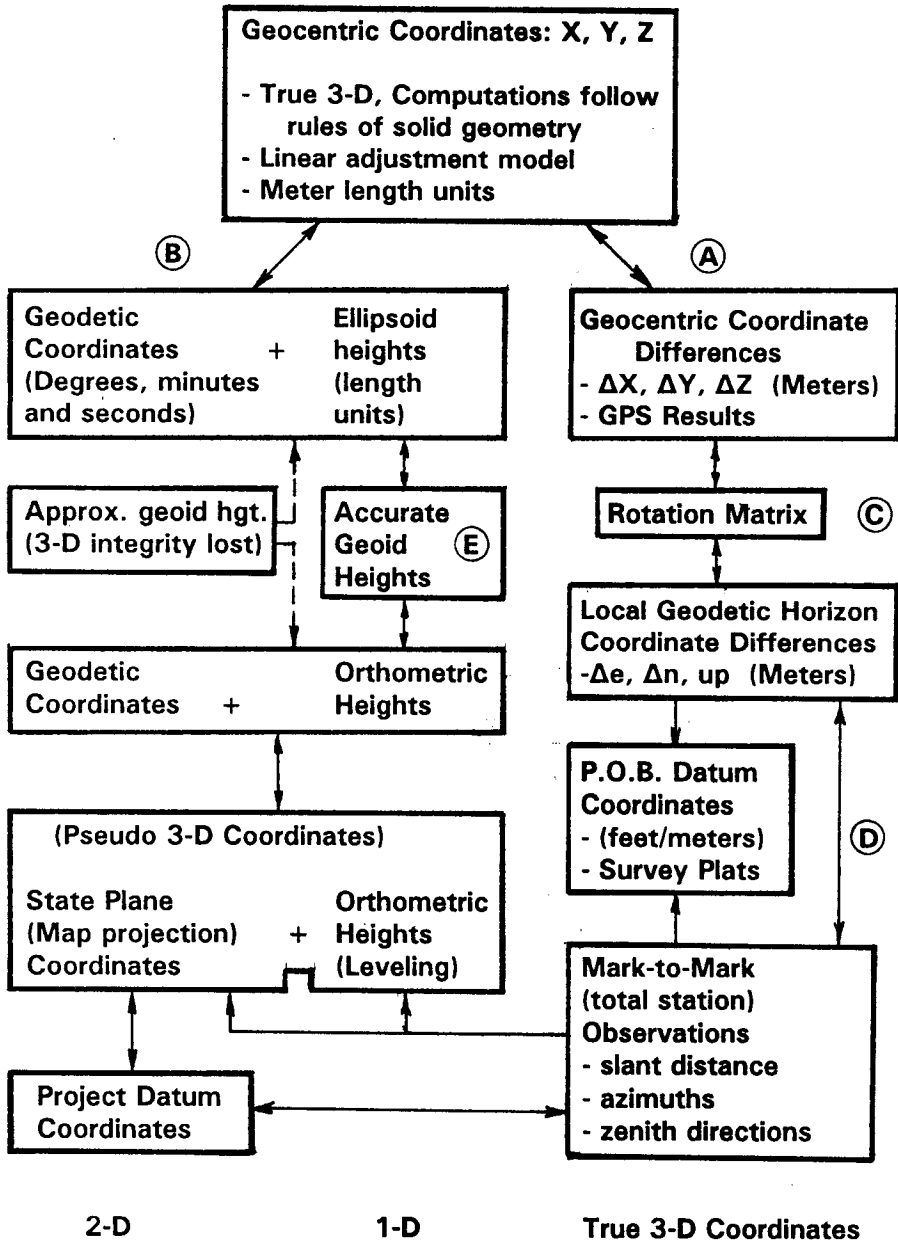 Geocentric Coordinates: X, Y, Z
- True 3-D, Computations follow
rules of solid geometry
- Linear adjustment model
- Meter length units
B
A
Geodetic
Coordinates
(Degrees, minutes
and seconds)
+
Ellipsoid
heights
(length
units)
Geocentric Coordinate
Differences
- ΔX, ΔY, ΔZ (Meters)
- GPS Results
Approx. geoid hgt.
(3-D integrity lost)
Accurate
Geoid
Heights
E
Rotation Matrix
C
Geodetic
Coordinates
+
Orthometric
Heights
Local Geodetic Horizon
Coordinate Differences
-Δe, Δn, up (Meters)
P.O.B. Datum
Coordinates
- (feet/meters)
- Survey Plats
D
(Pseudo 3-D Coordinates)
State Plane
(Map projection)
Coordinates
+
Orthometric
Heights
(Leveling)
Mark-to-Mark
(total station)
Observations
- slant distance
- azimuths
- zenith directions
Project Datum
Coordinates
2-D
1-D
True 3-D Coordinates